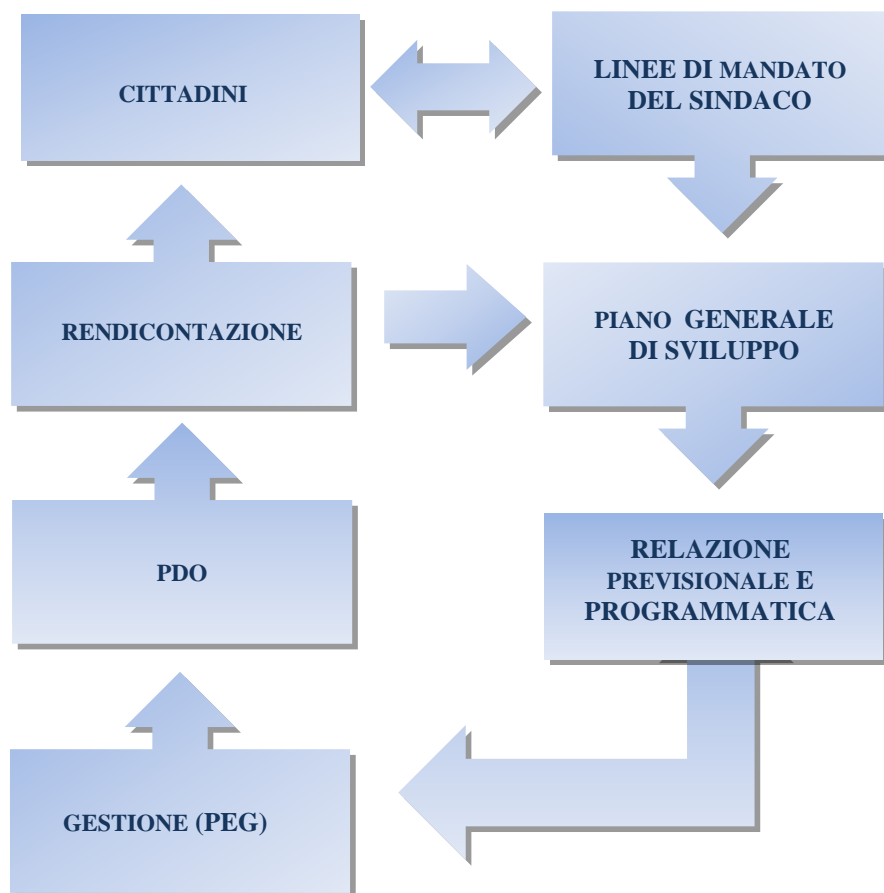 CITTADINI
LINEE DI MANDATO
DEL SINDACO
RENDICONTAZIONE
PIANO GENERALE
DI SVILUPPO
PDO
RELAZIONE
PREVISIONALE E
PROGRAMMATICA
GESTIONE (PEG)